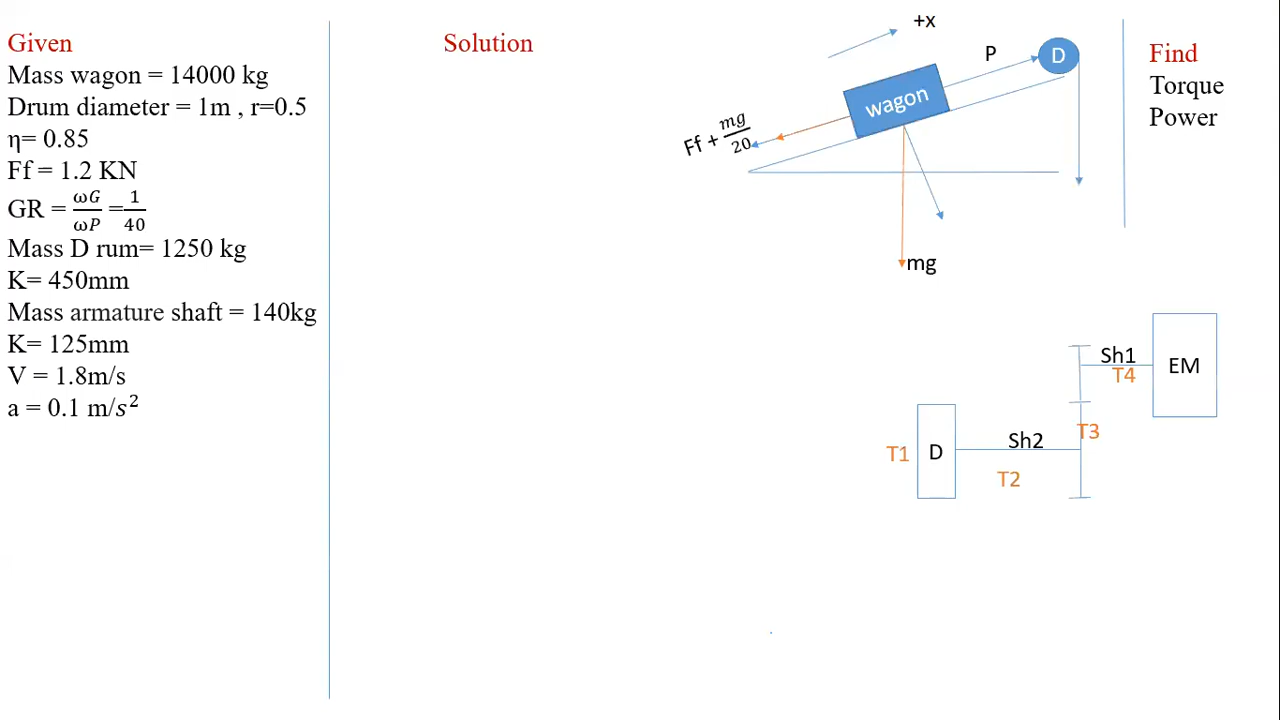 Given
Mass wagon = 14000 kg
Drum diameter = 1m , r=0.5
η= 0.85
Ff = 1.2 KN
GR = ωG/ωP = 1/40
Mass D rum= 1250 kg
K= 450mm
Mass armature shaft = 140kg
K= 125mm
V = 1.8m/s
a = 0.1 m/s²
Solution
+x
P
D
wagon
Ff + mg/20
mg
Find
Torque
Power
Sh1
T4
EM
T3
Sh2
T1
D
T2